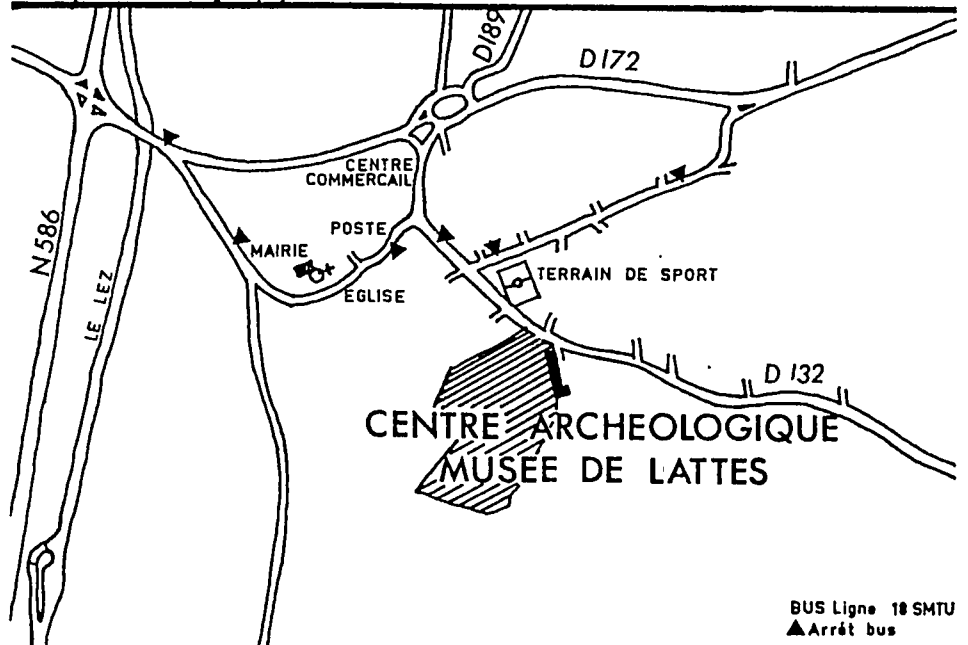 D189
D172
CENTRE
COMMERCAIL
N586
POSTE
MAIRIE
TERRAIN DE SPORT
EGLISE
LE LEZ
D 132
CENTRE ARCHEOLOGIQUE
MUSEE DE LATTES
BUS Ligne 18 SMTU
Arrét bus